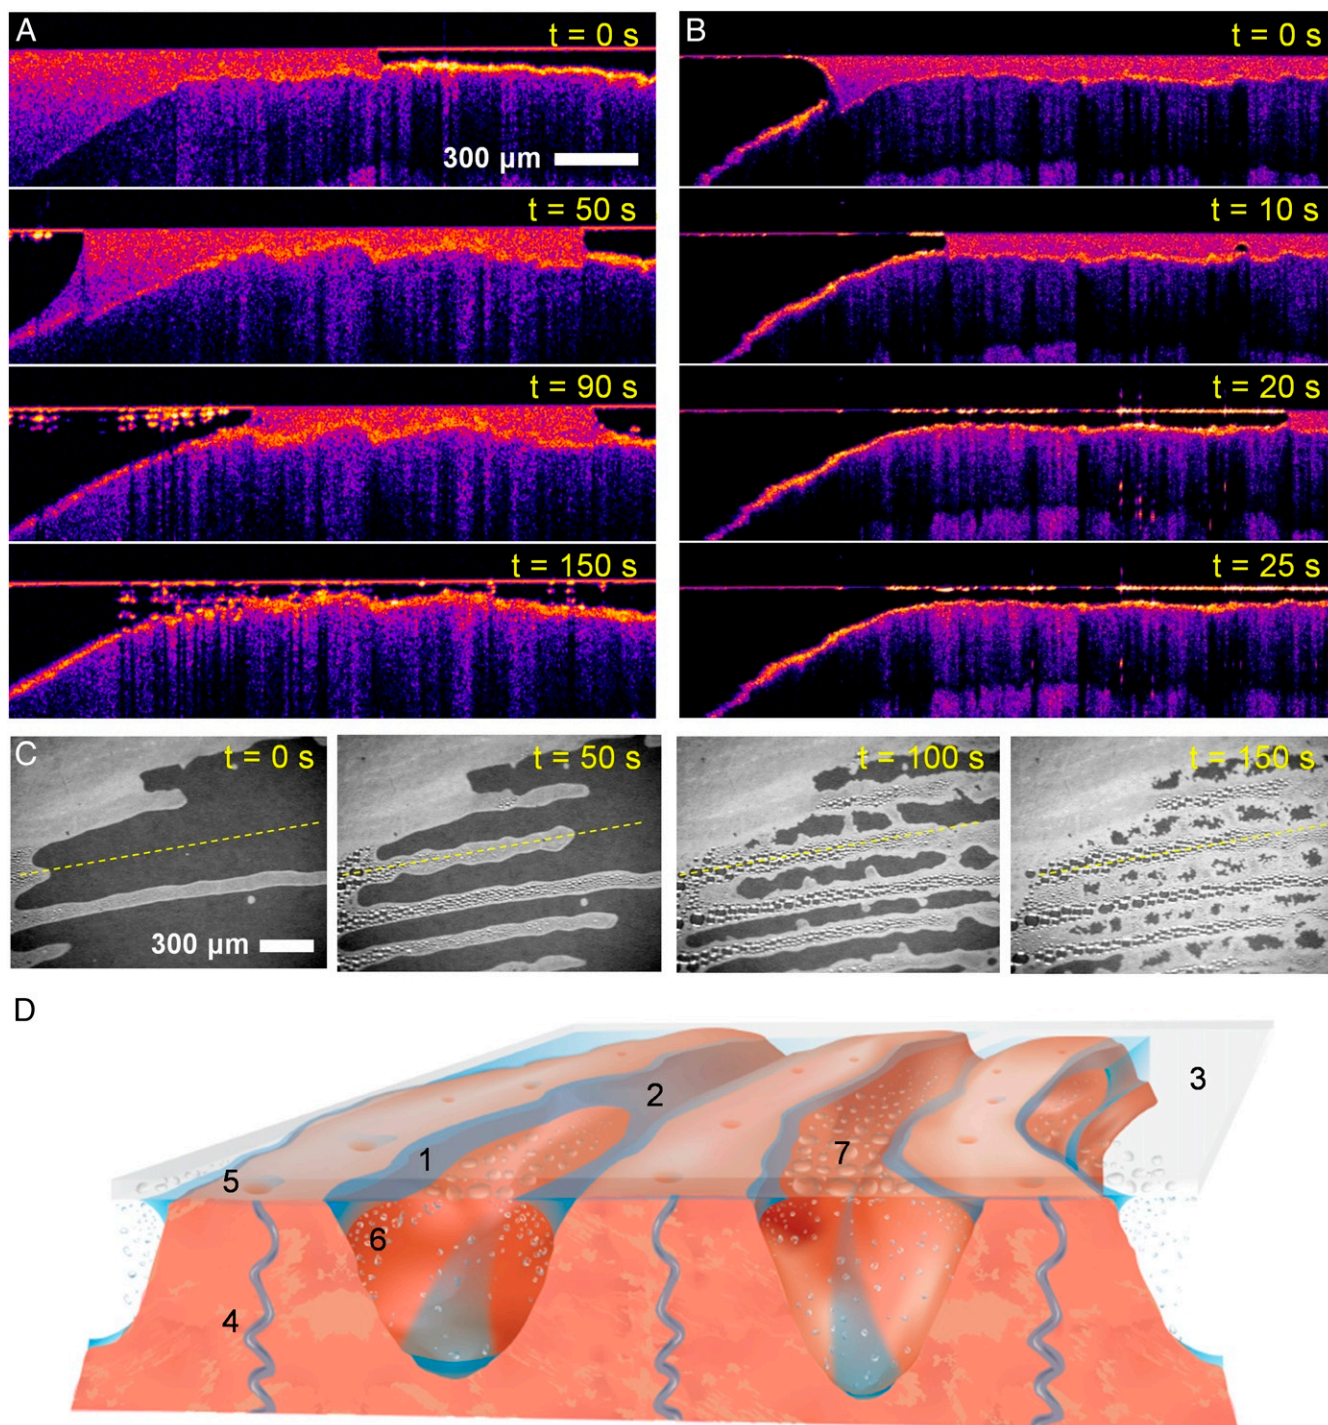 A
t = 0 s
300 µm
t = 50 s
t = 90 s
t = 150 s
B
t = 0 s
t = 10 s
t = 20 s
t = 25 s
C
t = 0 s
300 µm
t = 50 s
t = 100 s
t = 150 s
D
3
2
1
7
5
6
4